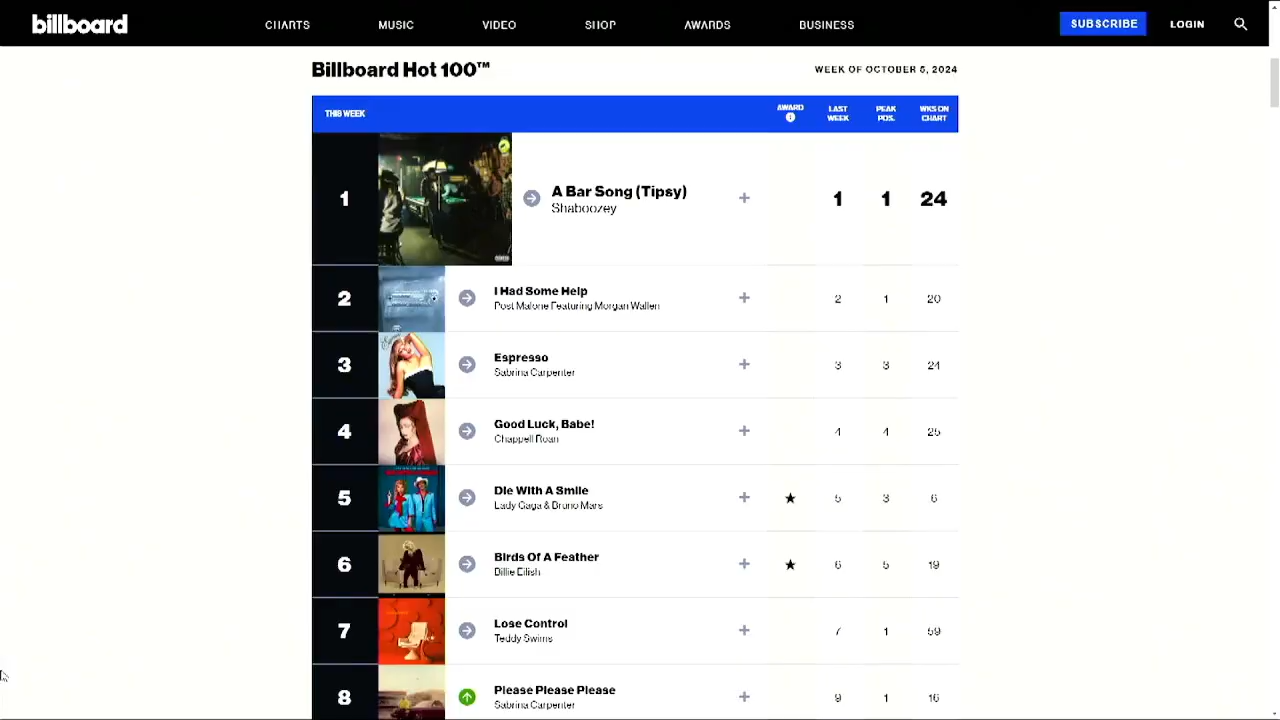 billboard CHARTS MUSIC VIDEO SHOP AWARDS BUSINESS SUBSCRIBE LOGIN
Billboard Hot 100™ WEEK OF OCTOBER 5, 2024
THIS WEEK AWARD LAST WEEK PEAK POS. WKS ON CHART
1 A Bar Song (Tipsy) 1 1 24
Shaboozey
2 I Had Some Help 2 1 20
Post Malone Featuring Morgan Wallen
3 Espresso 3 3 24
Sabrina Carpenter
4 Good Luck, Babe! 4 4 25
Chappell Roan
5 Die With A Smile 5 3 6
Lady Gaga & Bruno Mars
6 Birds Of A Feather 6 5 19
Billie Eilish
7 Lose Control 7 1 59
Teddy Swims
8 Please Please Please 9 1 16
Sabrina Carpenter